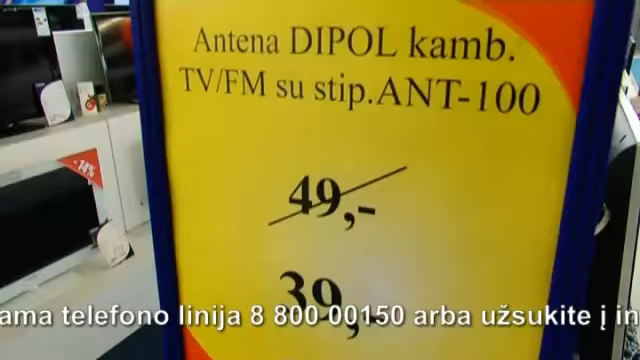 Antena DIPOL kamb.
TV/FM su stip.ANT-100
49,-
39,-
-14%
ama telefono linija 8 800 00150 arba užsukite į in